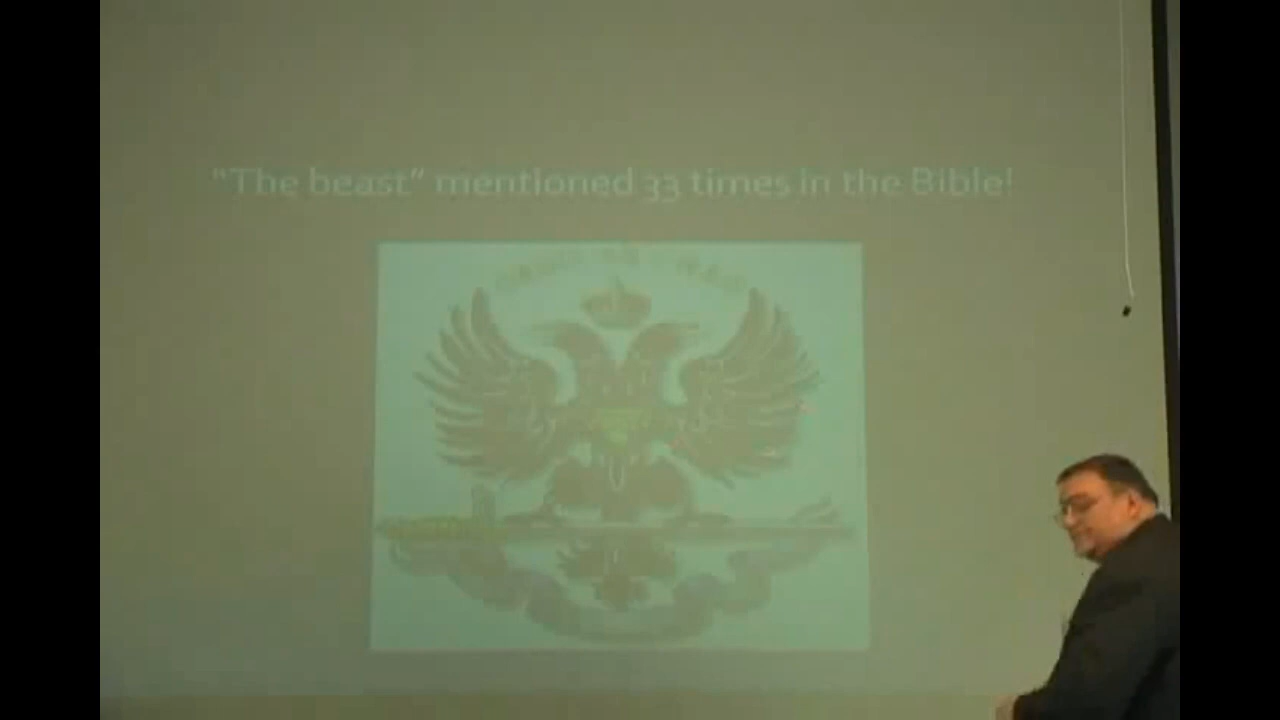 "The beast" mentioned 33 times in the Bible!